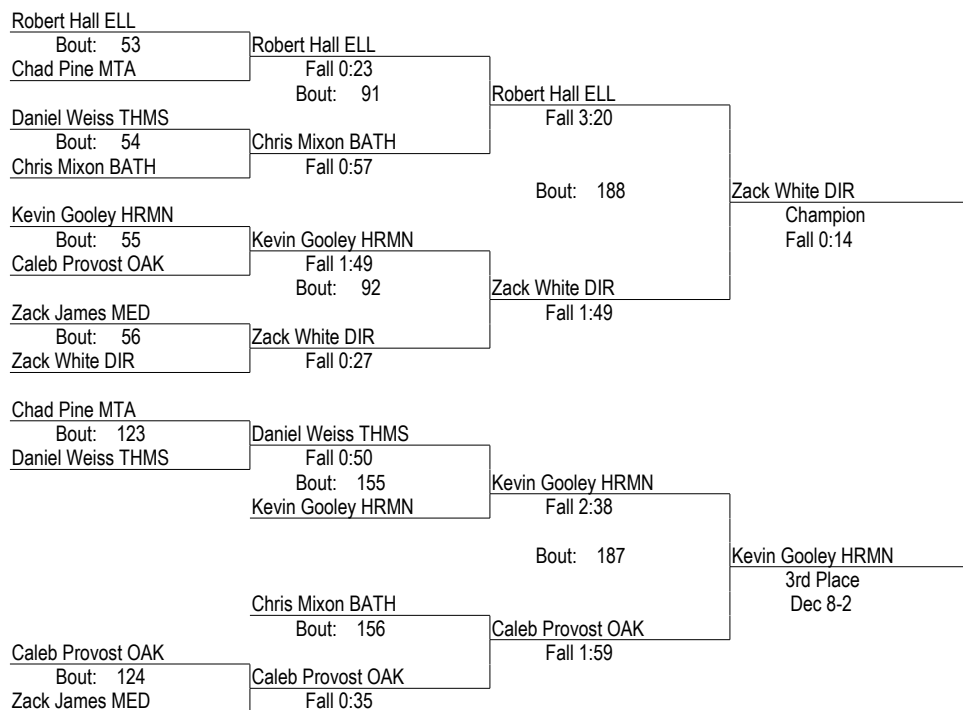 Robert Hall ELL
Bout: 53
Robert Hall ELL
Chad Pine MTA
Fall 0:23
Bout: 91
Robert Hall ELL
Daniel Weiss THMS
Fall 3:20
Bout: 54
Chris Mixon BATH
Chris Mixon BATH
Fall 0:57
Bout: 188
Zack White DIR
Kevin Gooley HRMN
Champion
Bout: 55
Kevin Gooley HRMN
Fall 0:14
Caleb Provost OAK
Fall 1:49
Bout: 92
Zack White DIR
Zack James MED
Fall 1:49
Bout: 56
Zack White DIR
Zack White DIR
Fall 0:27
Chad Pine MTA
Bout: 123
Daniel Weiss THMS
Daniel Weiss THMS
Fall 0:50
Bout: 155
Kevin Gooley HRMN
Kevin Gooley HRMN
Fall 2:38
Bout: 187
Kevin Gooley HRMN
3rd Place
Chris Mixon BATH
Dec 8-2
Bout: 156
Caleb Provost OAK
Caleb Provost OAK
Fall 1:59
Bout: 124
Caleb Provost OAK
Zack James MED
Fall 0:35